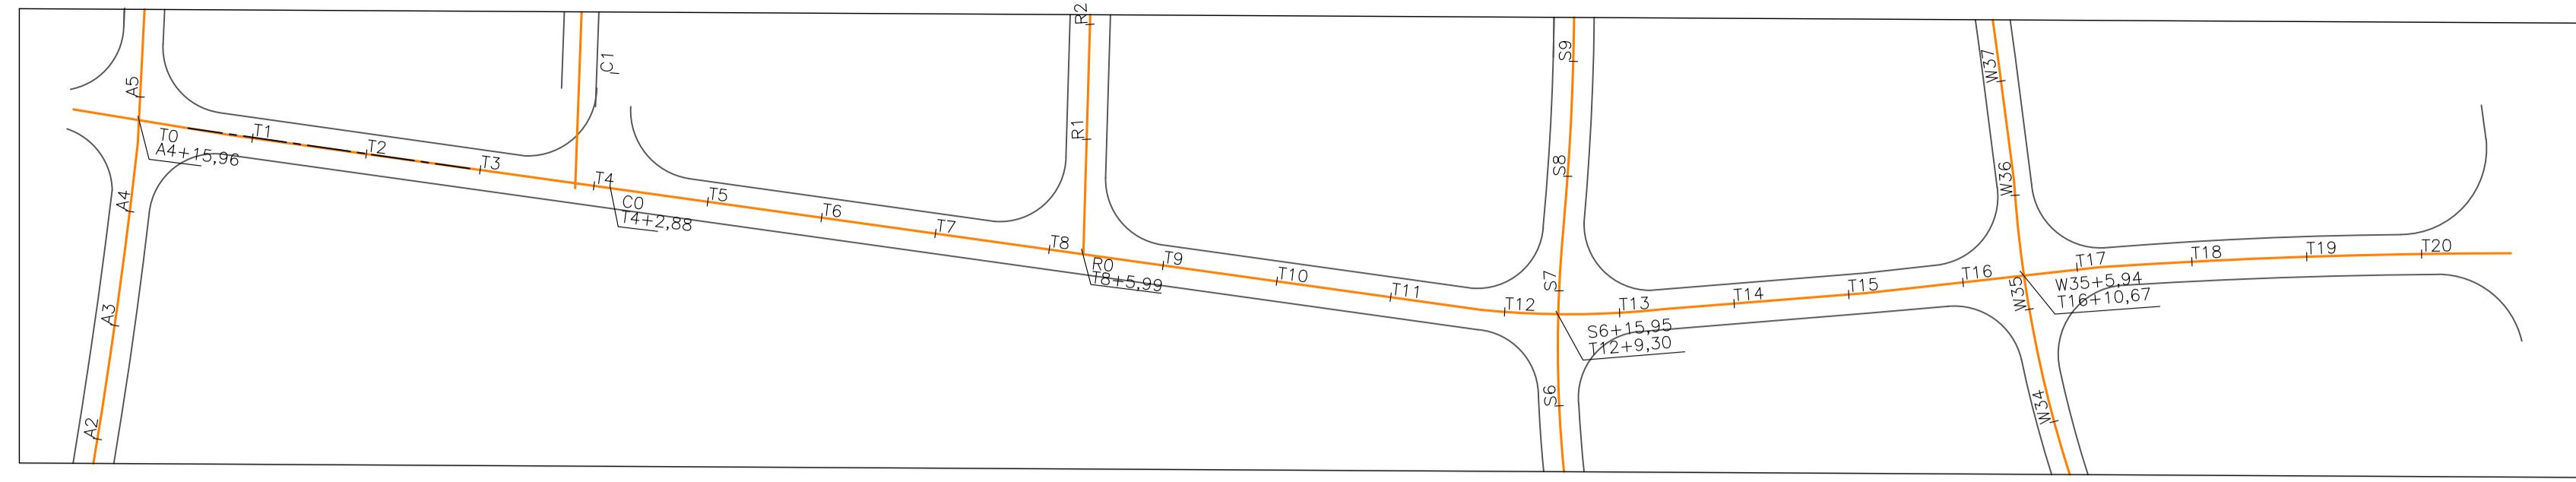 R2
S9
C1
W37
A5
T0
A4+15,96
T1
T2
T3
R1
S8
W36
A4
T4
C0
T4+2,88
T5
T6
T7
T8
R0
T8+5,99
T9
T10
T11
T12
S7
T13
T14
T15
T16
W35
T17
T18
T19
T20
W35+5,94
T16+10,67
A3
S6+15,95
T12+9,30
S6
W34
A2